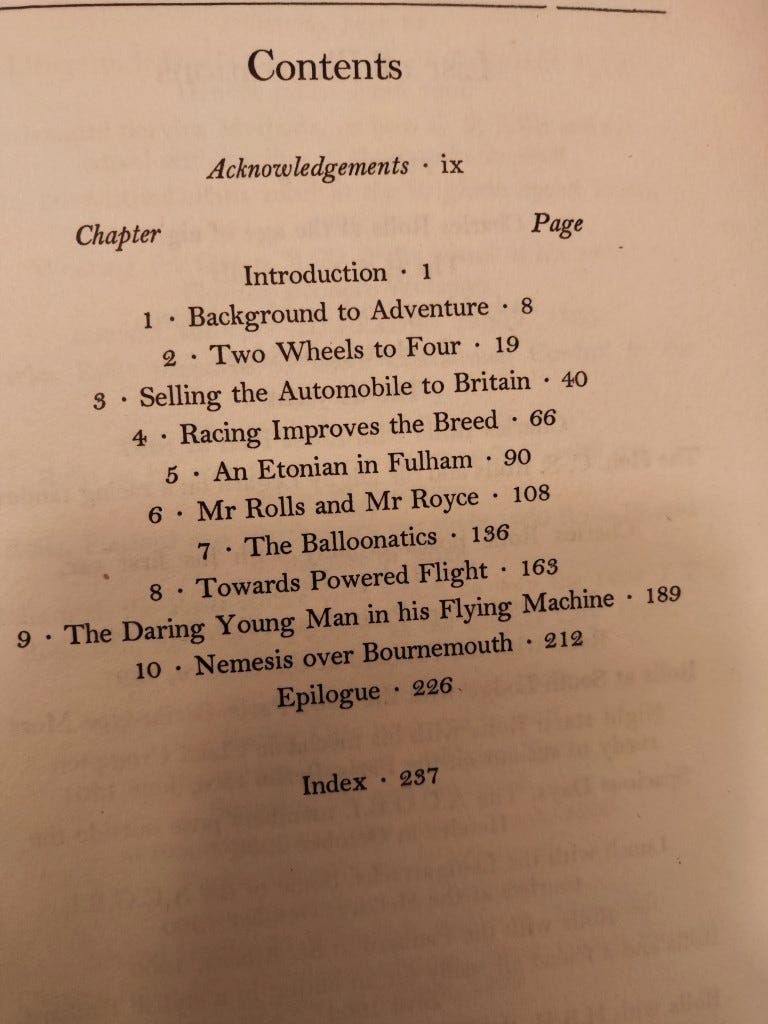 Contents
Acknowledgements · ix
Chapter Page
Introduction · 1
1 · Background to Adventure · 8
2 · Two Wheels to Four · 19
3 · Selling the Automobile to Britain · 40
4 · Racing Improves the Breed · 66
5 · An Etonian in Fulham · 90
6 · Mr Rolls and Mr Royce · 108
7 · The Balloonatics · 136
8 · Towards Powered Flight · 163
9 · The Daring Young Man in his Flying Machine · 189
10 · Nemesis over Bournemouth · 212
Epilogue · 226
Index · 237